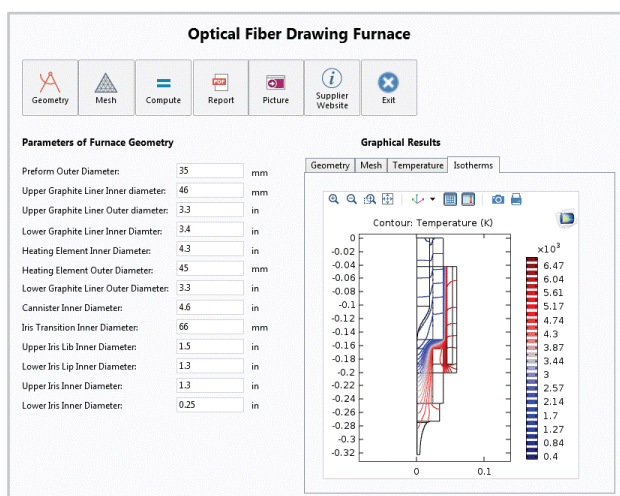 Optical Fiber Drawing Furnace
Geometry
Mesh
Compute
PDF
Report
Picture
i
Supplier
Website
Exit
Parameters of Furnace Geometry
Preform Outer Diameter: 35 mm
Upper Graphite Liner Inner diameter: 46 mm
Upper Graphite Liner Outer diameter: 3.3 in
Lower Graphite Liner Inner Diamter: 3.4 in
Heating Element Inner Diameter: 4.3 in
Heating Element Outer Diameter: 45 mm
Lower Graphite Liner Outer Diameter: 3.3 in
Cannister Inner Diameter: 4.6 in
Iris Transition Inner Diameter: 66 mm
Upper Iris Lib Inner Diameter: 1.5 in
Lower Iris Lip Inner Diameter: 1.3 in
Upper Iris Inner Diameter: 1.3 in
Lower Iris Inner Diameter: 0.25 in
Graphical Results
Geometry Mesh Temperature Isotherms
Contour: Temperature (K)
0
-0.02
-0.04
-0.06
-0.08
-0.1
-0.12
-0.14
-0.16
-0.18
-0.2
-0.22
-0.24
-0.26
-0.28
-0.3
-0.32
0 0.1
×10³
6.47
6.04
5.61
5.17
4.74
4.3
3.87
3.44
3
2.57
2.14
1.7
1.27
0.84
0.4